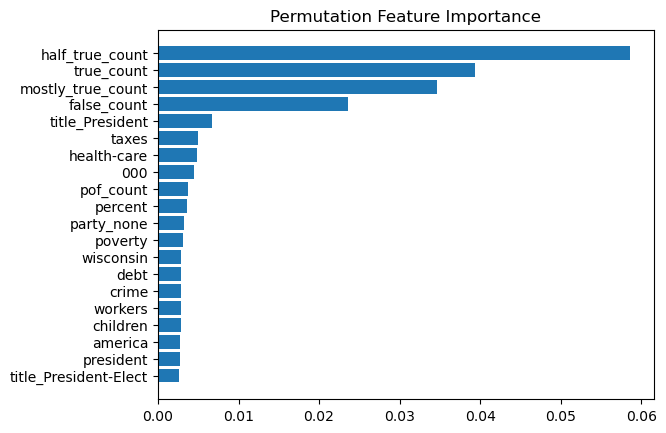 Permutation Feature Importance
half_true_count
true_count
mostly_true_count
false_count
title_President
taxes
health-care
000
pof_count
percent
party_none
poverty
wisconsin
debt
crime
workers
children
america
president
title_President-Elect
0.00 0.01 0.02 0.03 0.04 0.05 0.06